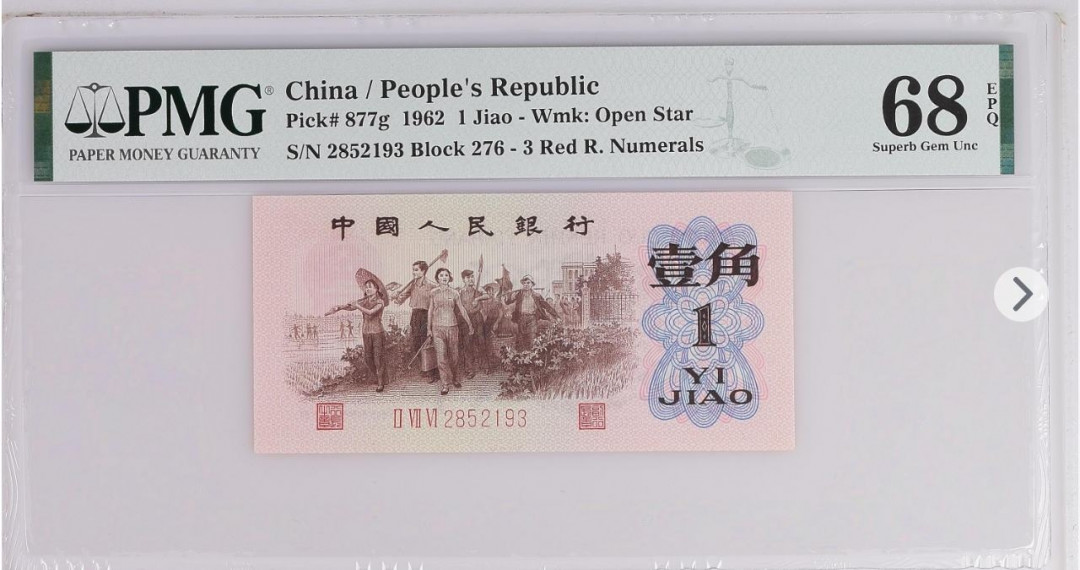 PMG®
PAPER MONEY GUARANTY
China / People's Republic
Pick# 877g 1962 1 Jiao - Wmk: Open Star
S/N 2852193 Block 276 - 3 Red R. Numerals
68 EPQ
Superb Gem Unc
中國人民銀行
壹角
1
YI
JIAO
Ⅱ Ⅶ Ⅵ 2852193